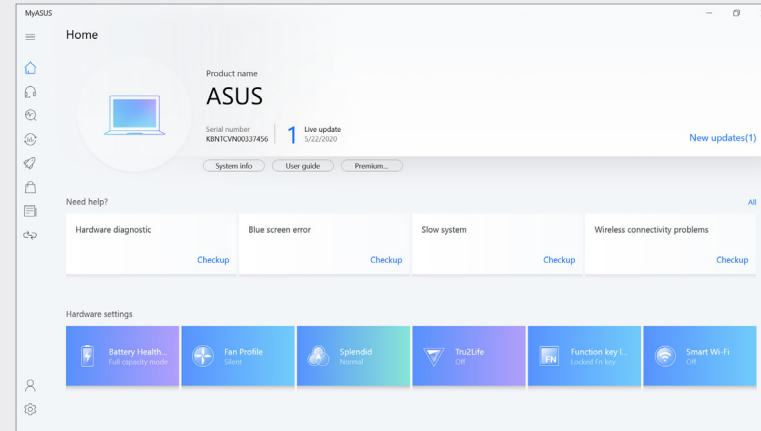 MyASUS
Home
Product name
ASUS
Serial number
KBNTCVN00337456
1
Live update
5/22/2020
New updates(1)
System info
User guide
Premium...
Need help?
All
Hardware diagnostic
Checkup
Blue screen error
Checkup
Slow system
Checkup
Wireless connectivity problems
Checkup
Hardware settings
Battery Health...
Full capacity mode
Fan Profile
Silent
Splendid
Normal
Tru2Life
Off
FN
Function key l...
Locked Fn key
Smart Wi-Fi
Off